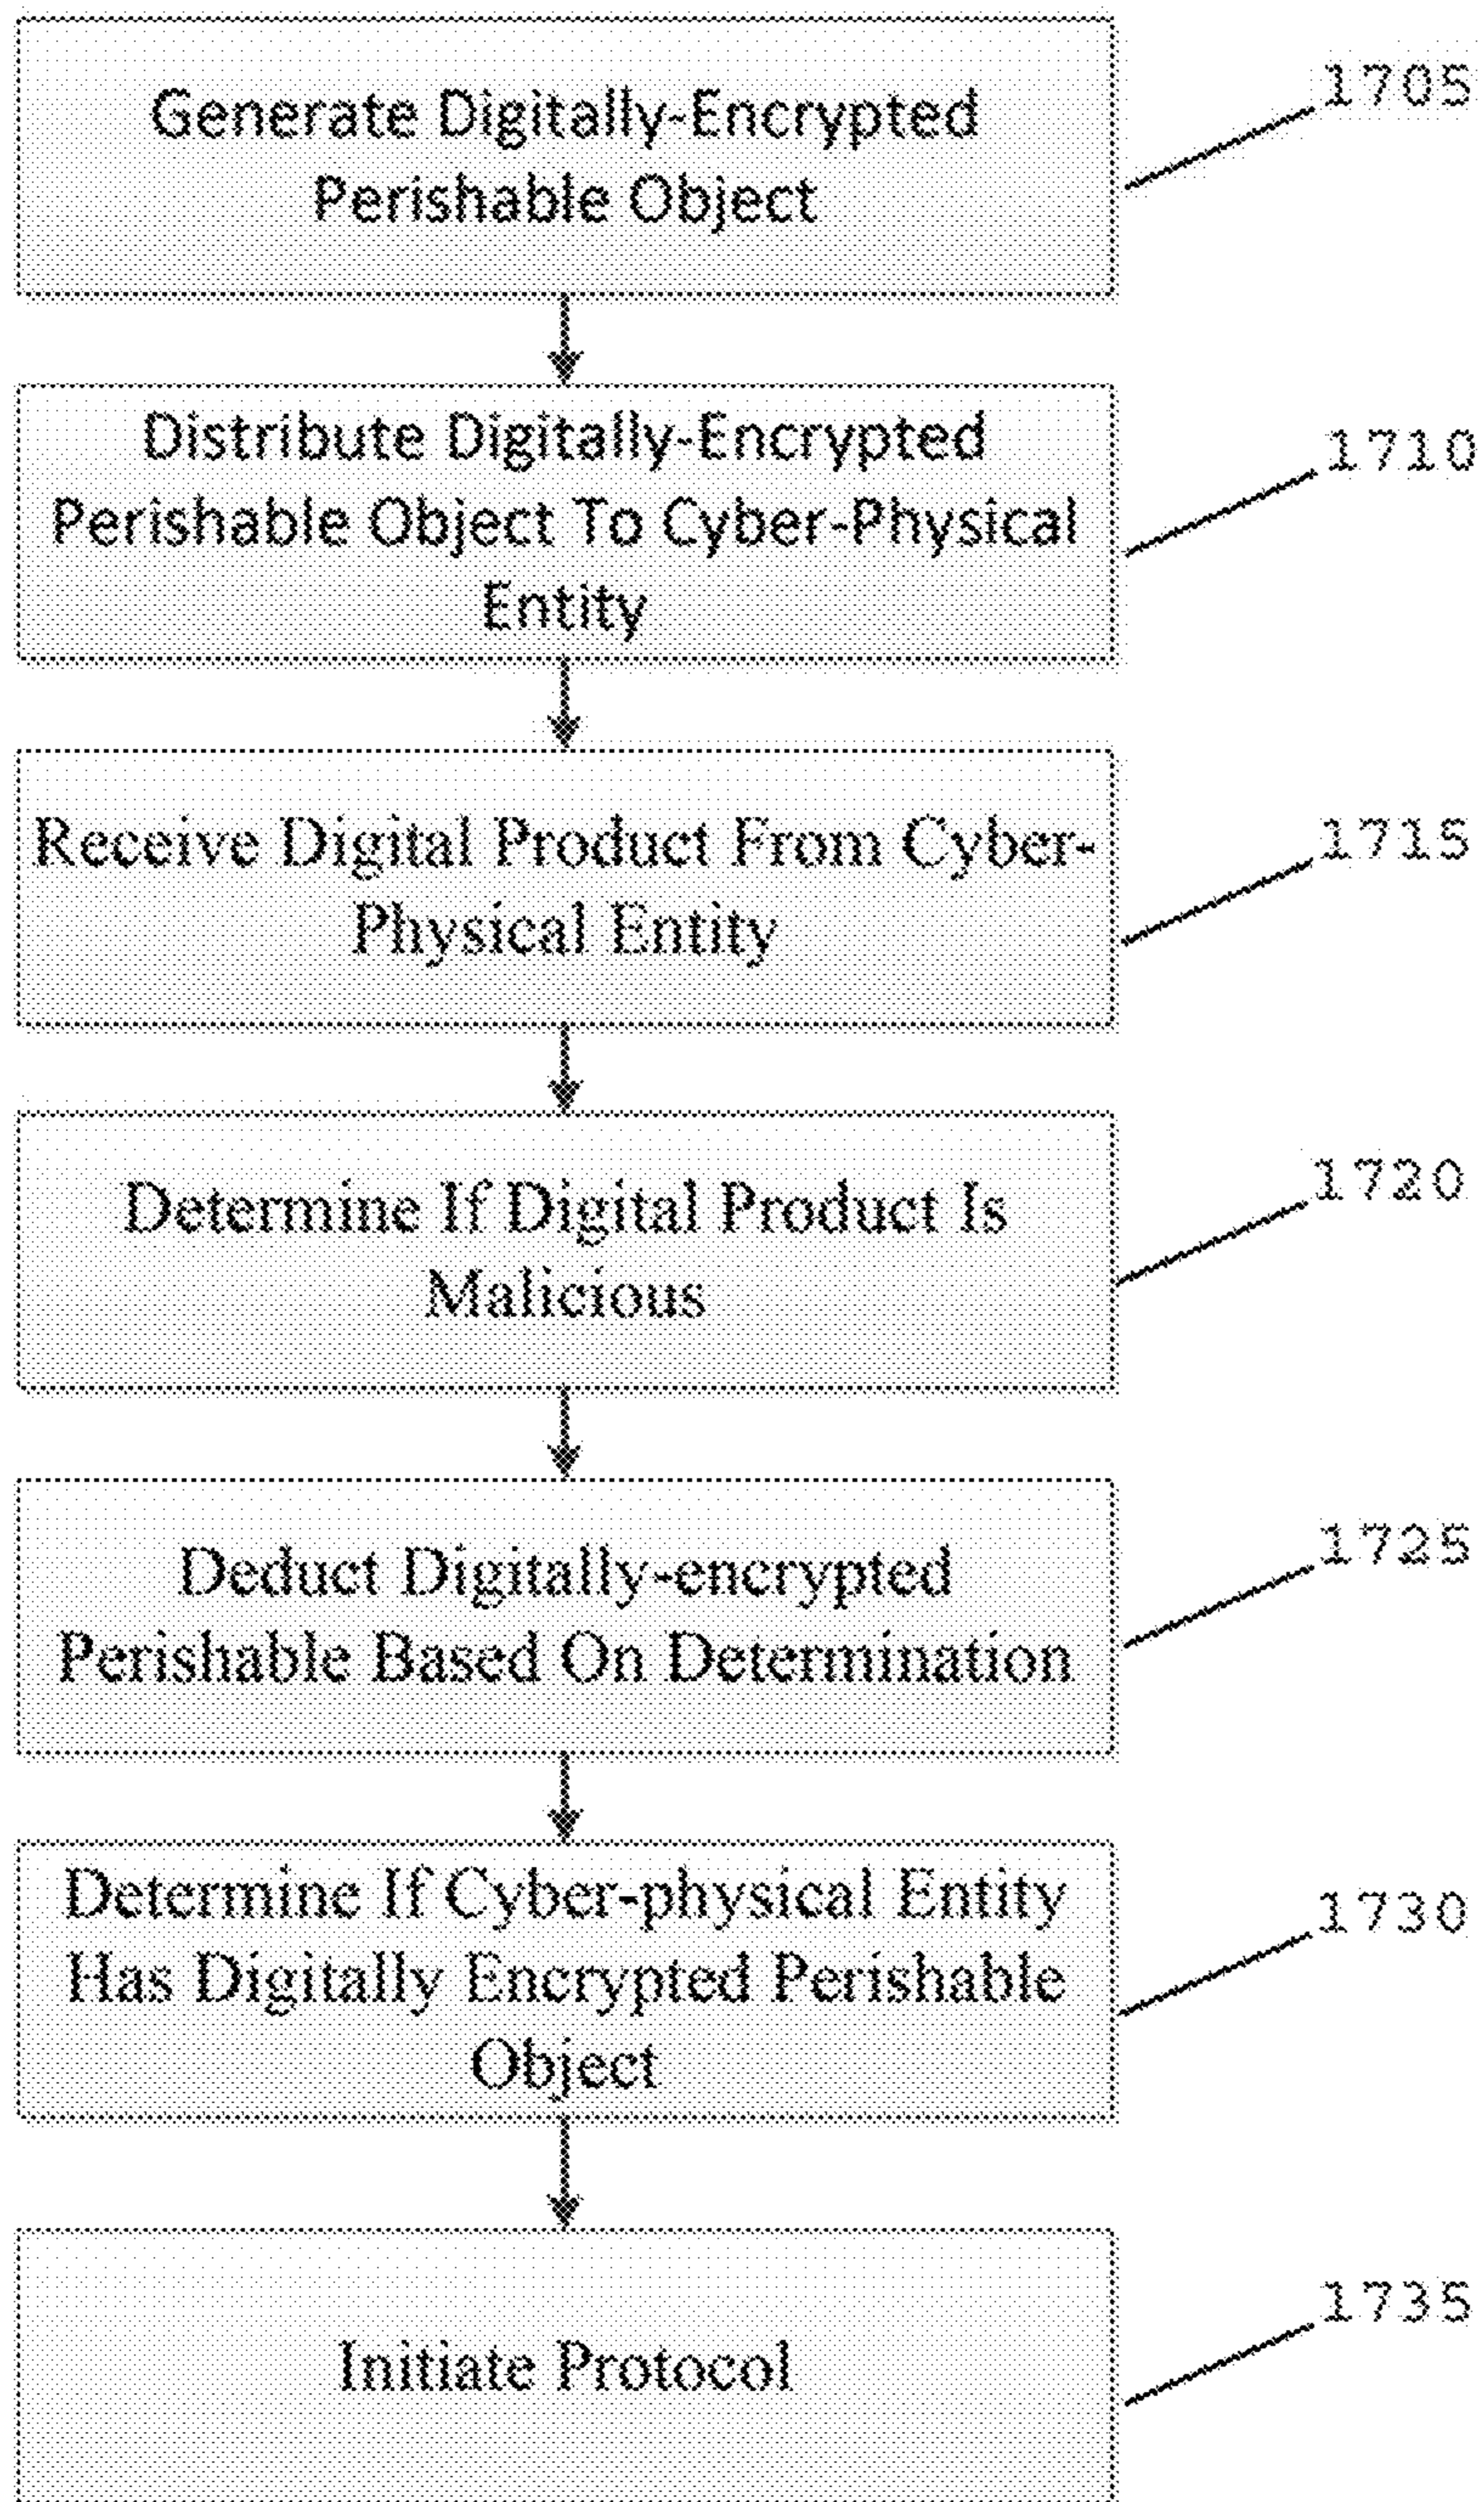 Generate Digitally-Encrypted
Perishable Object
1705
Distribute Digitally-Encrypted
Perishable Object To Cyber-Physical
Entity
1710
Receive Digital Product From Cyber-
Physical Entity
1715
Determine If Digital Product Is
Malicious
1720
Deduct Digitally-encrypted
Perishable Based On Determination
1725
Determine If Cyber-physical Entity
Has Digitally Encrypted Perishable
Object
1730
Initiate Protocol
1735